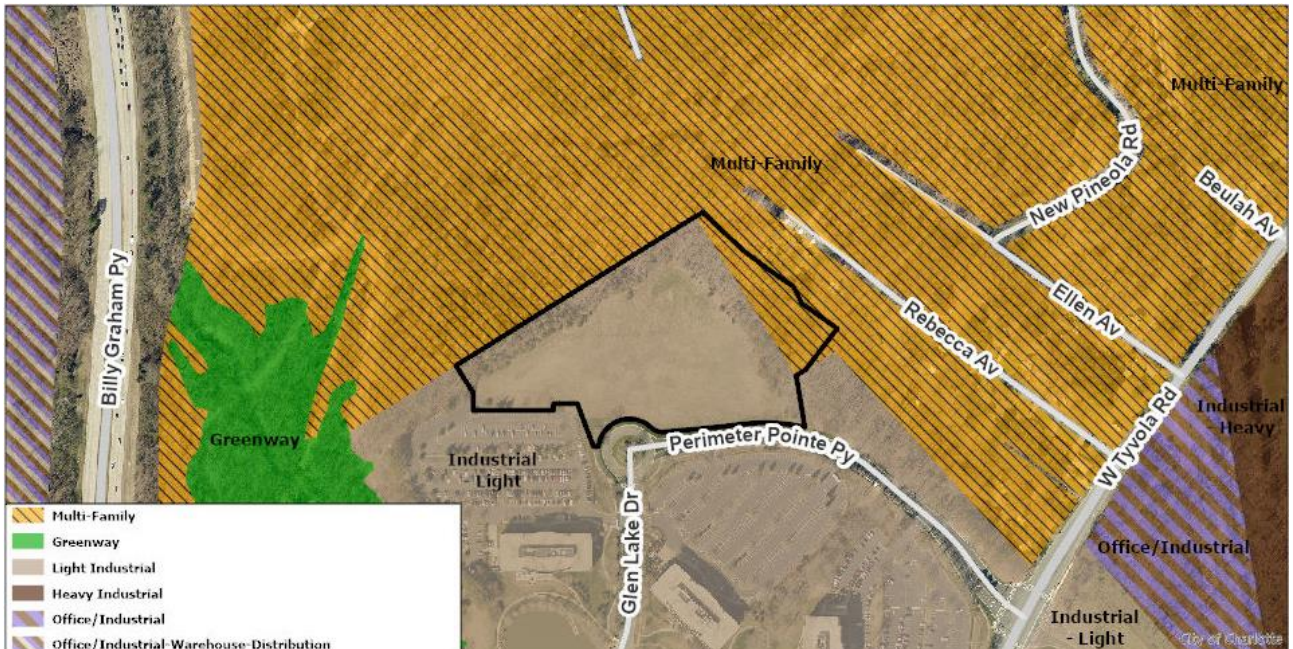 Multi-Family
New Pineola Rd
Multi-Family
Beulah Av
Billy Graham Py
Ellen Av
Rebecca Av
Greenway
Industrial
- Heavy
Perimeter Pointe Py
Industrial
Light
W Tyvola Rd
Glen Lake Dr
Office/Industrial
Industrial
- Light
City of Charlotte
Multi-Family
Greenway
Light Industrial
Heavy Industrial
Office/Industrial
Office/Industrial-Warehouse-Distribution